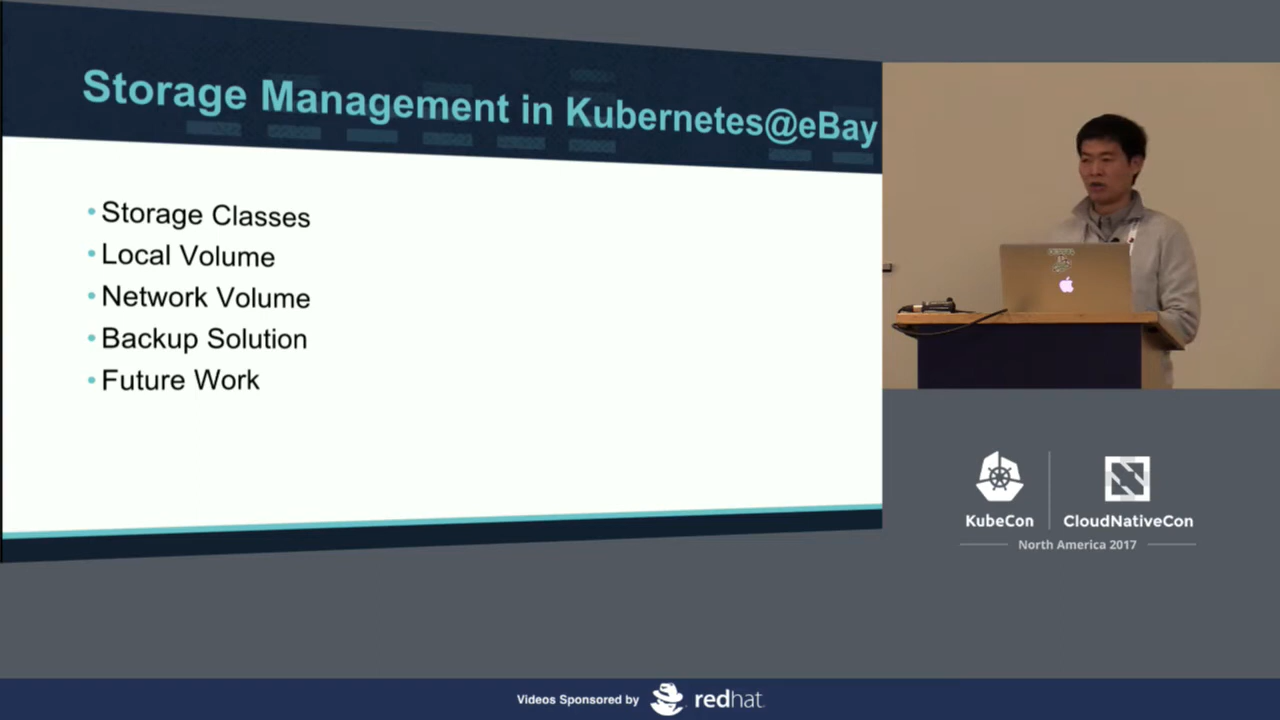 Storage Management in Kubernetes@eBay
• Storage Classes
• Local Volume
• Network Volume
• Backup Solution
• Future Work
KubeCon
CloudNativeCon
North America 2017
Videos Sponsored by redhat